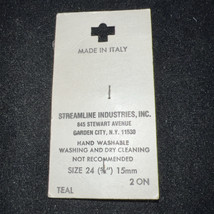 MADE IN ITALY
STREAMLINE INDUSTRIES, INC.
845 STEWART AVENUE
GARDEN CITY, N.Y. 11530
HAND WASHABLE
WASHING AND DRY CLEANING
NOT RECOMMENDED
SIZE 24 (⅝") 15mm
2 ON
TEAL